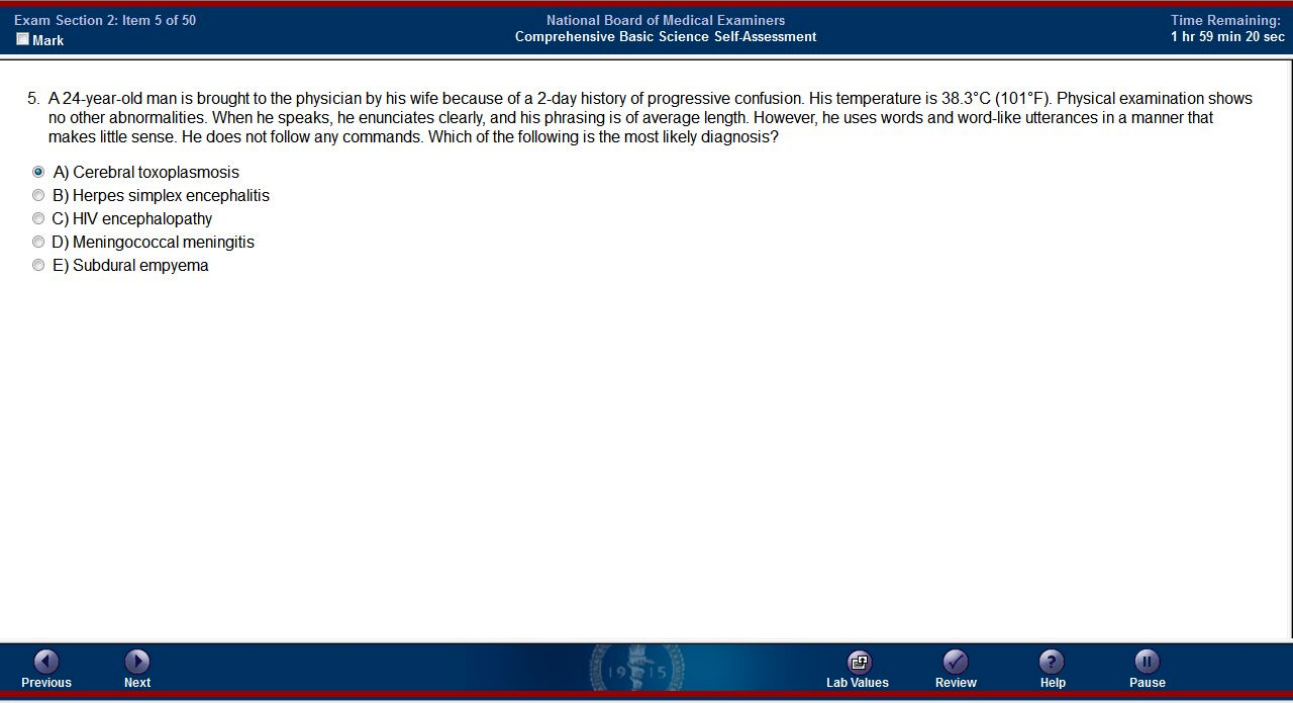 Exam Section 2: Item 5 of 50
National Board of Medical Examiners
Time Remaining:
Mark
Comprehensive Basic Science Self-Assessment
1 hr 59 min 20 sec
5. A 24-year-old man is brought to the physician by his wife because of a 2-day history of progressive confusion. His temperature is 38.3°C (101°F). Physical examination shows
no other abnormalities. When he speaks, he enunciates clearly, and his phrasing is of average length. However, he uses words and word-like utterances in a manner that
makes little sense. He does not follow any commands. Which of the following is the most likely diagnosis?
A) Cerebral toxoplasmosis
B) Herpes simplex encephalitis
C) HIV encephalopathy
D) Meningococcal meningitis
E) Subdural empyema
1915
Previous
Next
Lab Values
Review
Help
Pause